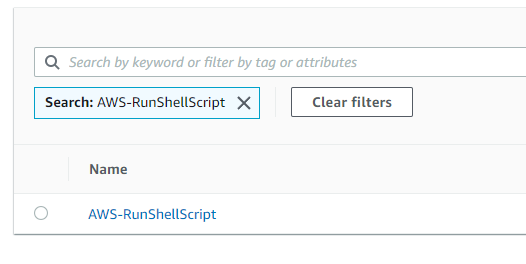 Search by keyword or filter by tag or attributes
Search: AWS-RunShellScript
Clear filters
Name
AWS-RunShellScript